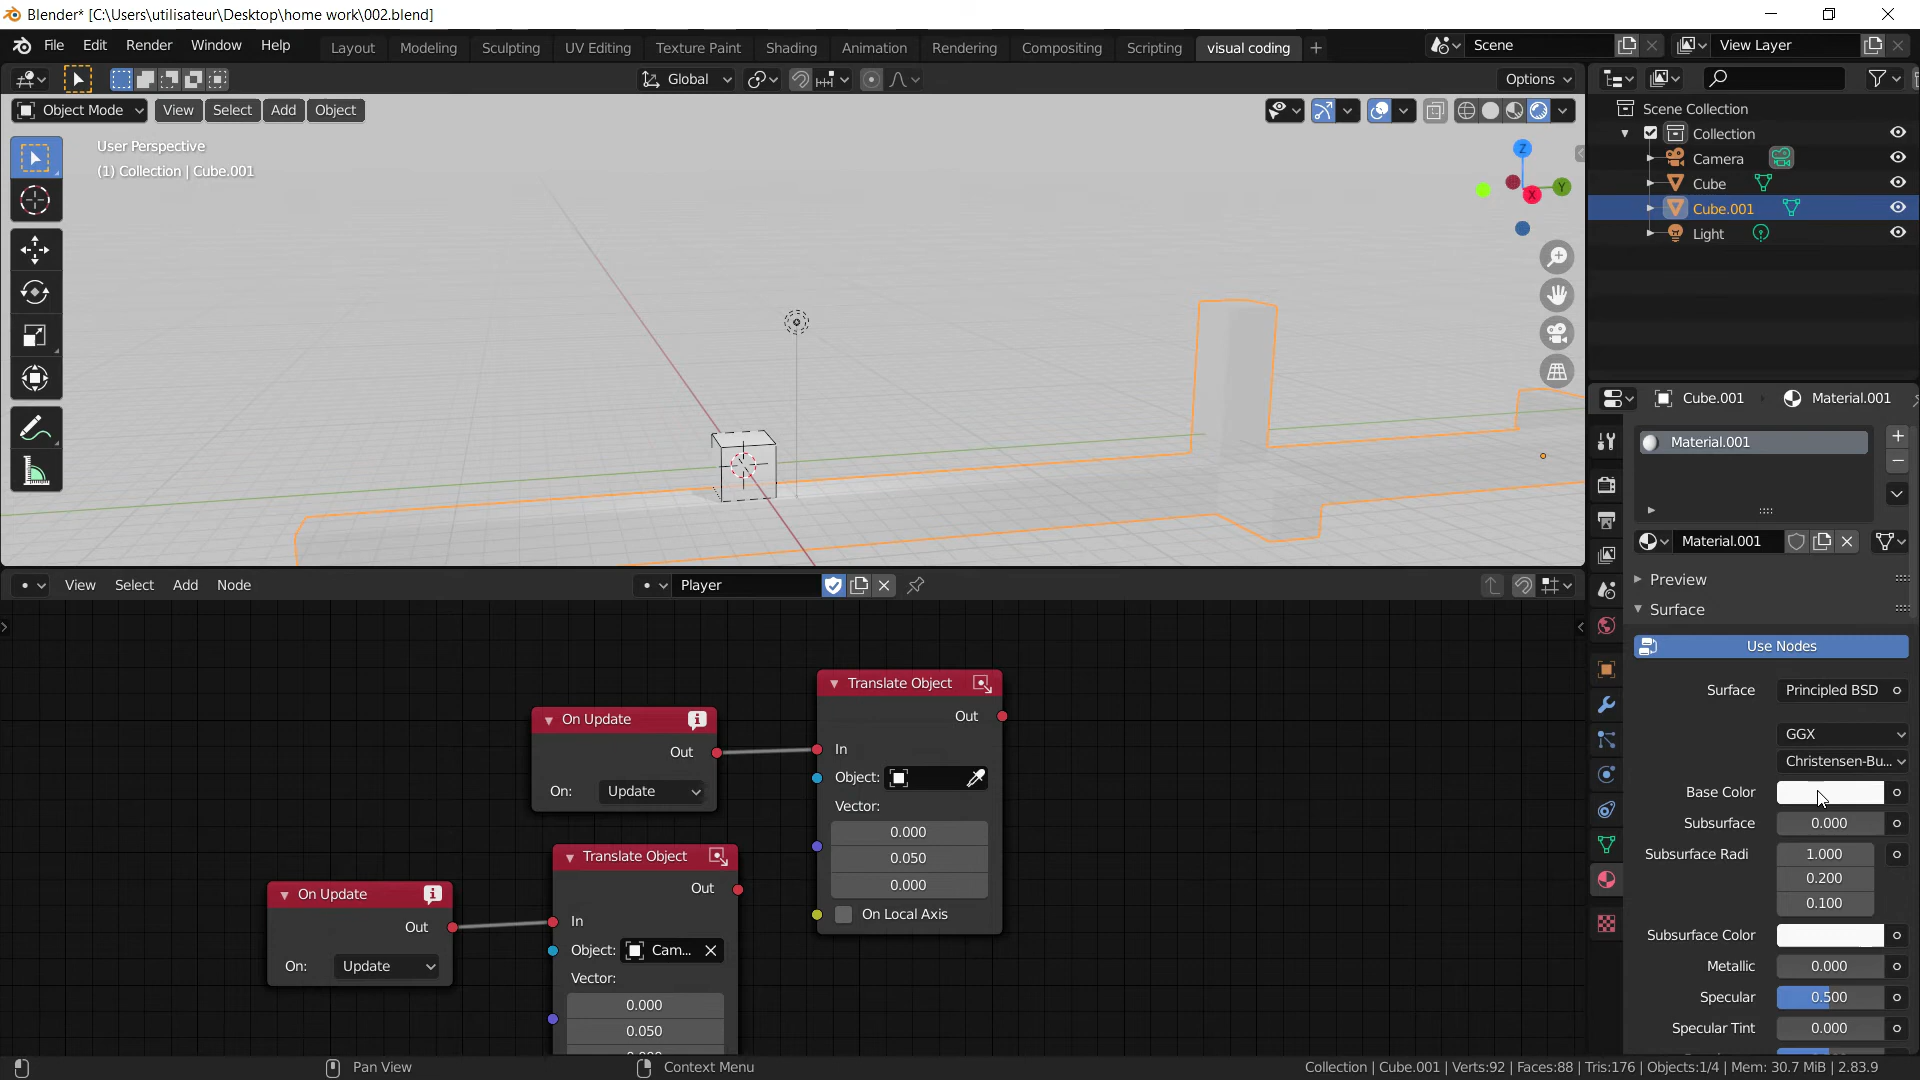 Blender* [C:\Users\utilisateur\Desktop\home work\002.blend]
File Edit Render Window Help Layout Modeling Sculpting UV Editing Texture Paint Shading Animation Rendering Compositing Scripting visual coding Scene View Layer
Global Options
Object Mode View Select Add Object
User Perspective
(1) Collection | Cube.001
Z
Y
X
Scene Collection
Collection
Camera
Cube
Cube.001
Light
Cube.001 Material.001
Material.001
Material.001
Preview
Surface
Use Nodes
Surface Principled BSD
GGX
Christensen-Bu...
Base Color
Subsurface 0.000
Subsurface Radi 1.000
0.200
0.100
Subsurface Color
Metallic 0.000
Specular 0.500
Specular Tint 0.000
View Select Add Node Player
On Update
Out
On: Update
Translate Object
Out
In
Object:
Vector:
0.000
0.050
0.000
On Local Axis
On Update
Out
On: Update
Translate Object
Out
In
Object: Cam...
Vector:
0.000
0.050
Pan View Context Menu Collection | Cube.001 | Verts:92 | Faces:88 | Tris:176 | Objects:1/4 | Mem: 30.7 MiB | 2.83.9